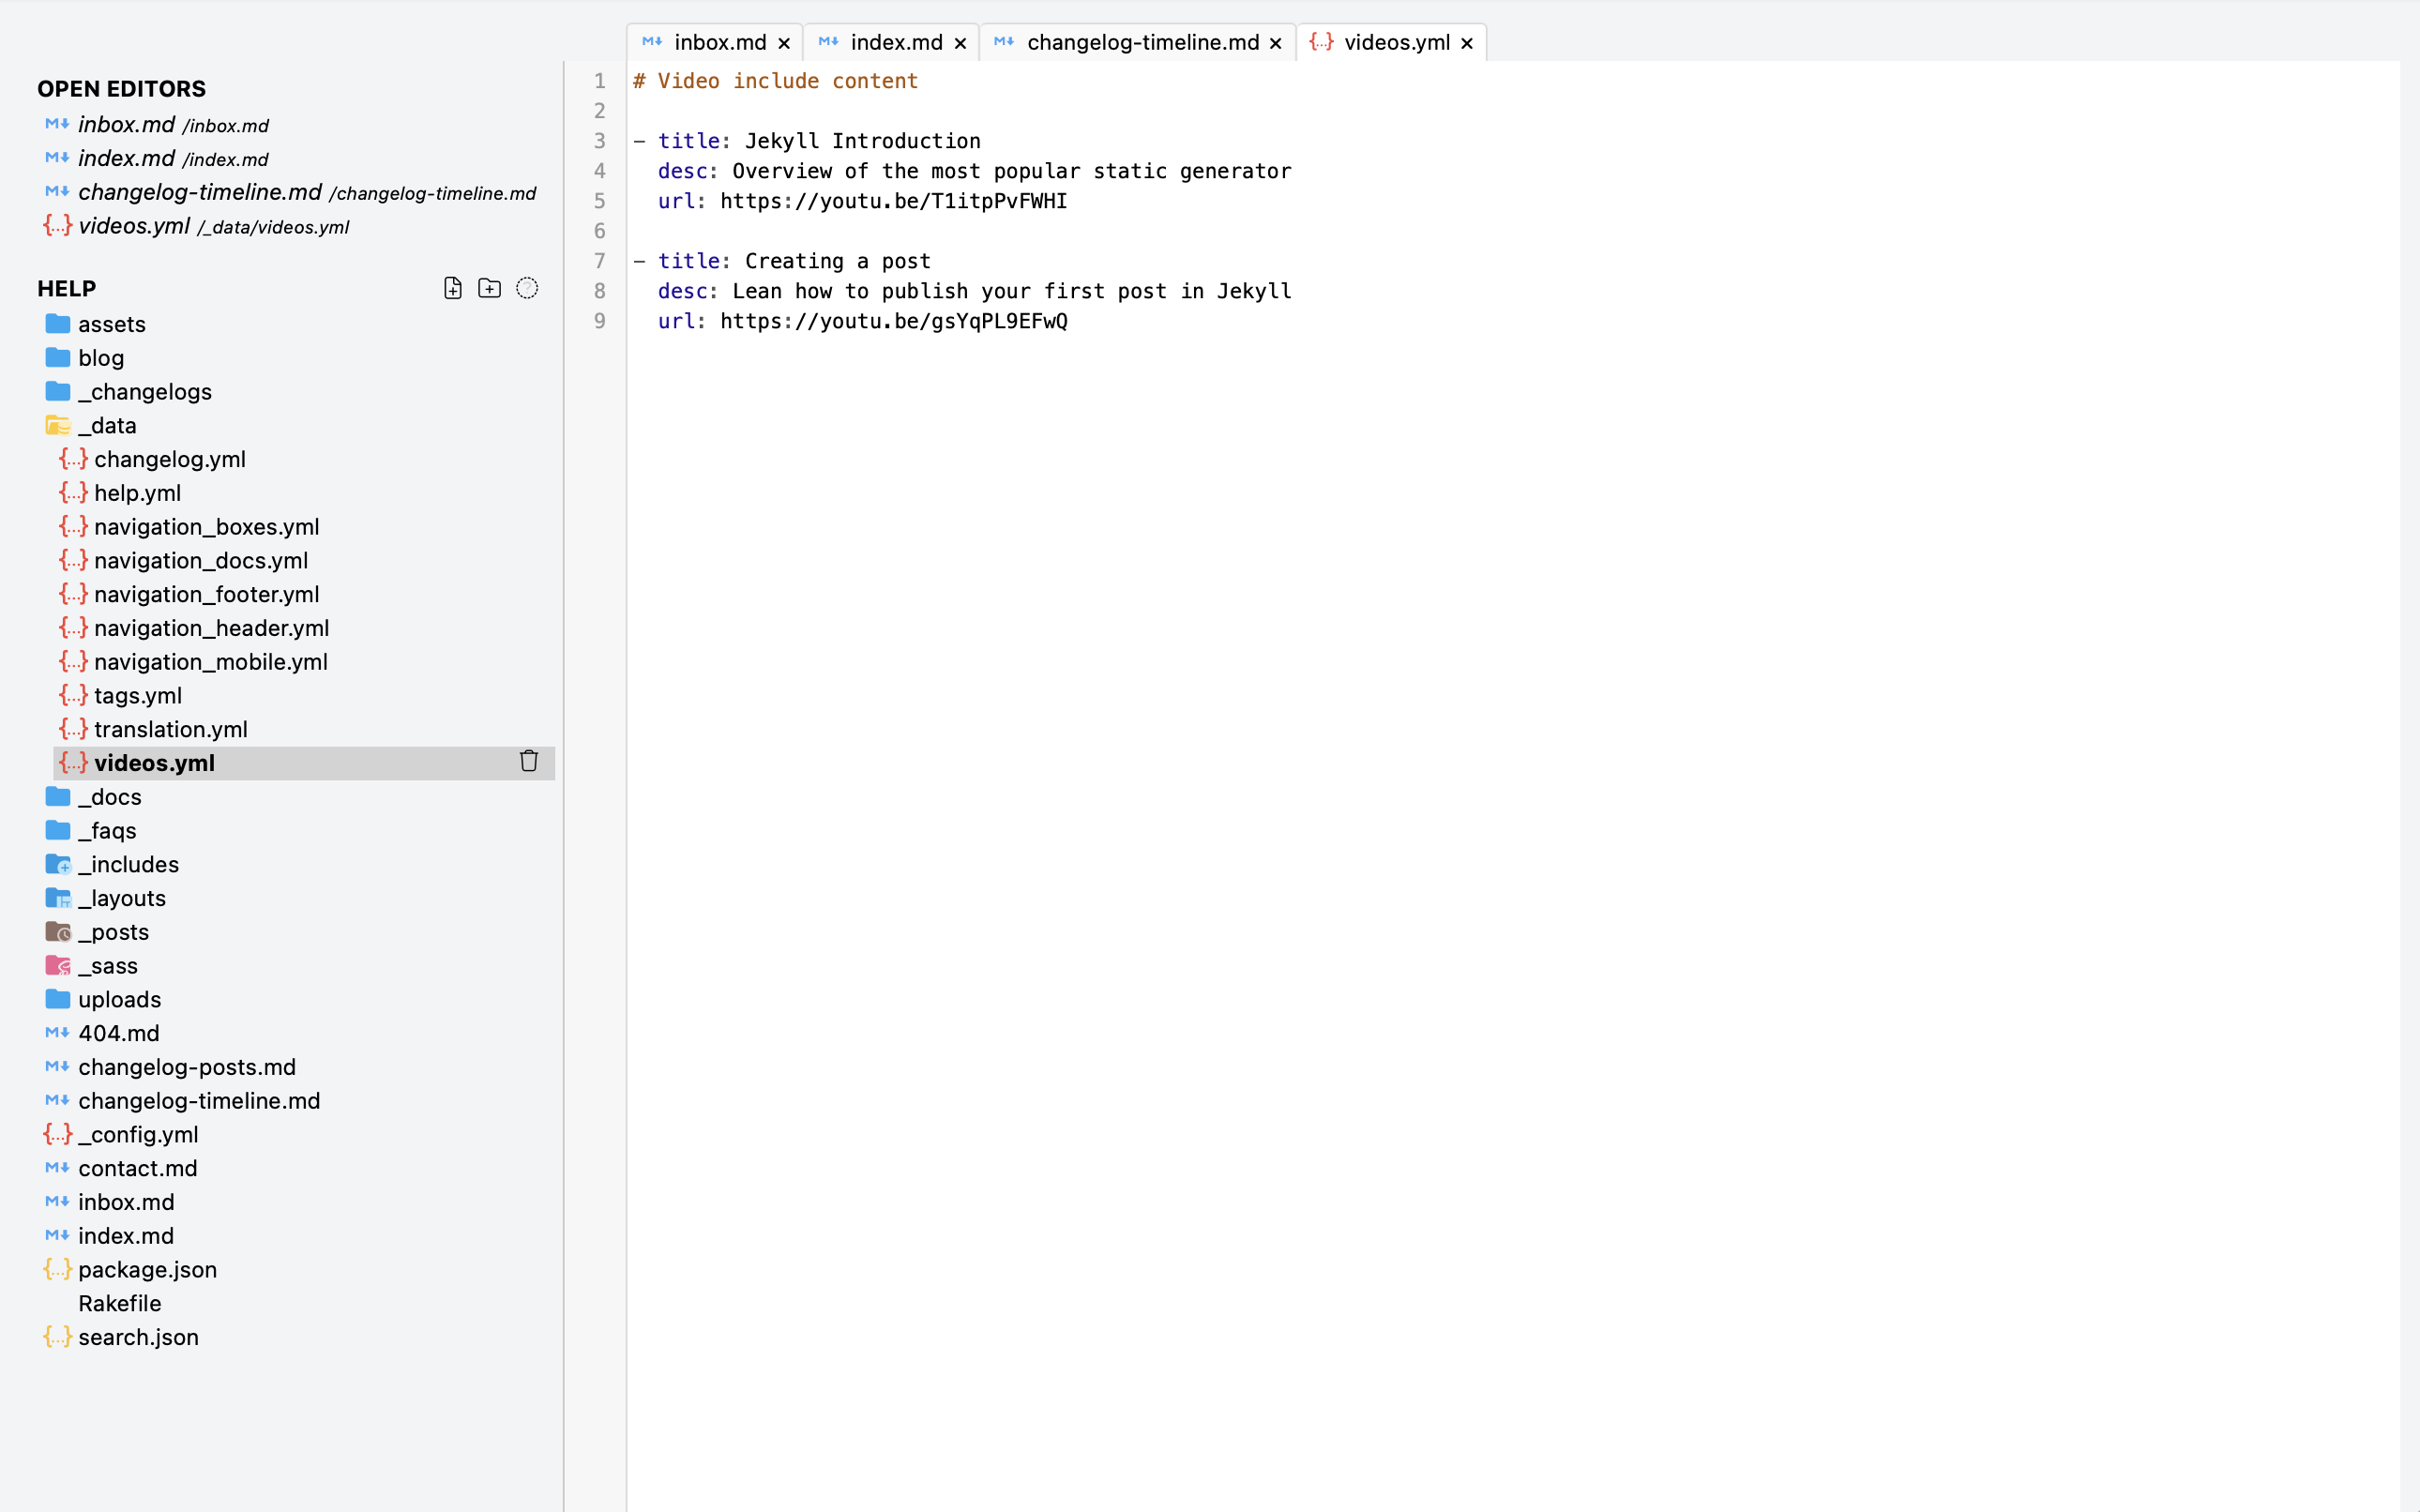 inbox.md × index.md × changelog-timeline.md × {...} videos.yml ×
OPEN EDITORS
inbox.md /inbox.md
index.md /index.md
changelog-timeline.md /changelog-timeline.md
{...} videos.yml /_data/videos.yml
HELP
assets
blog
_changelogs
_data
{...} changelog.yml
{...} help.yml
{...} navigation_boxes.yml
{...} navigation_docs.yml
{...} navigation_footer.yml
{...} navigation_header.yml
{...} navigation_mobile.yml
{...} tags.yml
{...} translation.yml
{...} videos.yml
_docs
_faqs
_includes
_layouts
_posts
_sass
uploads
404.md
changelog-posts.md
changelog-timeline.md
{...} _config.yml
contact.md
inbox.md
index.md
{...} package.json
Rakefile
{...} search.json
1 # Video include content
2
3 - title: Jekyll Introduction
4 desc: Overview of the most popular static generator
5 url: https://youtu.be/T1itpPvFWHI
6
7 - title: Creating a post
8 desc: Lean how to publish your first post in Jekyll
9 url: https://youtu.be/gsYqPL9EFwQ